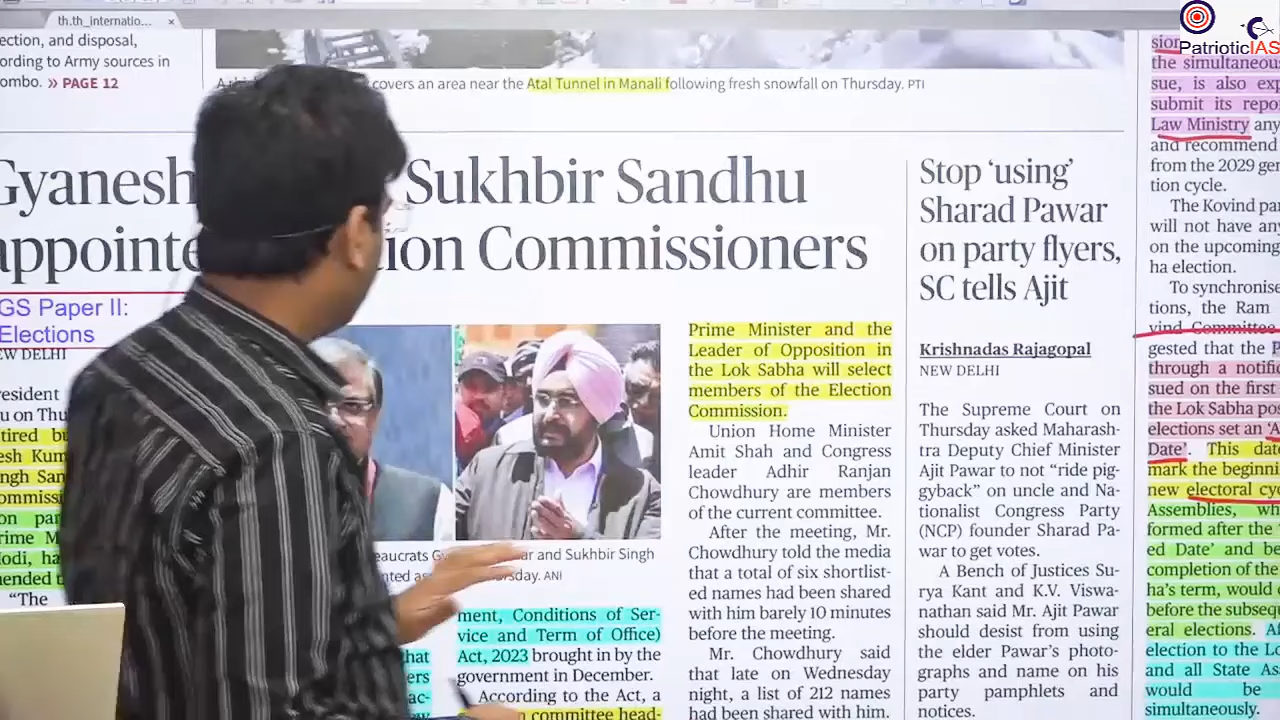 th.th_internatio... ×
PatrioticIAS
ection, and disposal,
ording to Army sources in
ombo. » PAGE 12
covers an area near the Atal Tunnel in Manali following fresh snowfall on Thursday. PTI
Gyanesh Sukhbir Sandhu
appointe tion Commissioners
GS Paper II:
Elections
EW DELHI
esident
u on Thu
tired bu
esh Kum
ngh San
ommissi
on par
rime M
odi, ha
ended
"The
eaucrats Gy ar and Sukhbir Singh
nted as rsday. ANI
that
ers
ac-
ment, Conditions of Ser-
vice and Term of Office)
Act, 2023 brought in by the
government in December.
According to the Act, a
committee head-
Prime Minister and the
Leader of Opposition in
the Lok Sabha will select
members of the Election
Commission.
Union Home Minister
Amit Shah and Congress
leader Adhir Ranjan
Chowdhury are members
of the current committee.
After the meeting, Mr.
Chowdhury told the media
that a total of six shortlist-
ed names had been shared
with him barely 10 minutes
before the meeting.
Mr. Chowdhury said
that late on Wednesday
night, a list of 212 names
had been shared with him.
Stop 'using'
Sharad Pawar
on party flyers,
SC tells Ajit
Krishnadas Rajagopal
NEW DELHI
The Supreme Court on
Thursday asked Maharash-
tra Deputy Chief Minister
Ajit Pawar to not "ride pig-
gyback" on uncle and Na-
tionalist Congress Party
(NCP) founder Sharad Pa-
war to get votes.
A Bench of Justices Su-
rya Kant and K.V. Viswa-
nathan said Mr. Ajit Pawar
should desist from using
the elder Pawar's photo-
graphs and name on his
party pamphlets and
notices.
sion
the simultaneous
sue, is also exp
submit its repo
Law Ministry any
and recommend
from the 2029 gen
tion cycle.
The Kovind pa
will not have any
on the upcoming
ha election.
To synchronise
tions, the Ram
vind Committee
gested that the P
through a notific
sued on the first
the Lok Sabha po
elections set an 'A
Date'. This dat
mark the beginni
new electoral cyc
Assemblies, wh
formed after the
ed Date' and be
completion of the
ha's term, would
before the subseq
eral elections. A
election to the Lo
and all State As
would be
simultaneously.